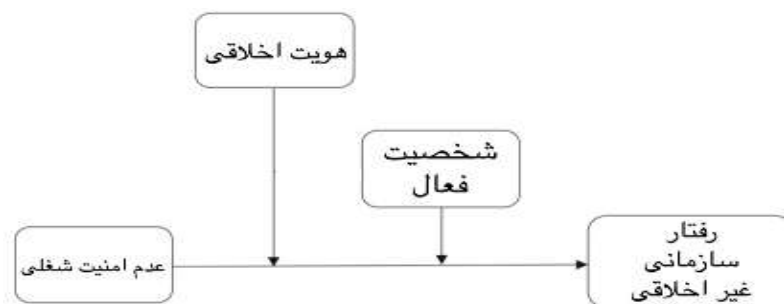 هویت اخلاقی
شخصیت
فعال
عدم امنیت شغلی
رفتار
سازمانی
غیر اخلاقی